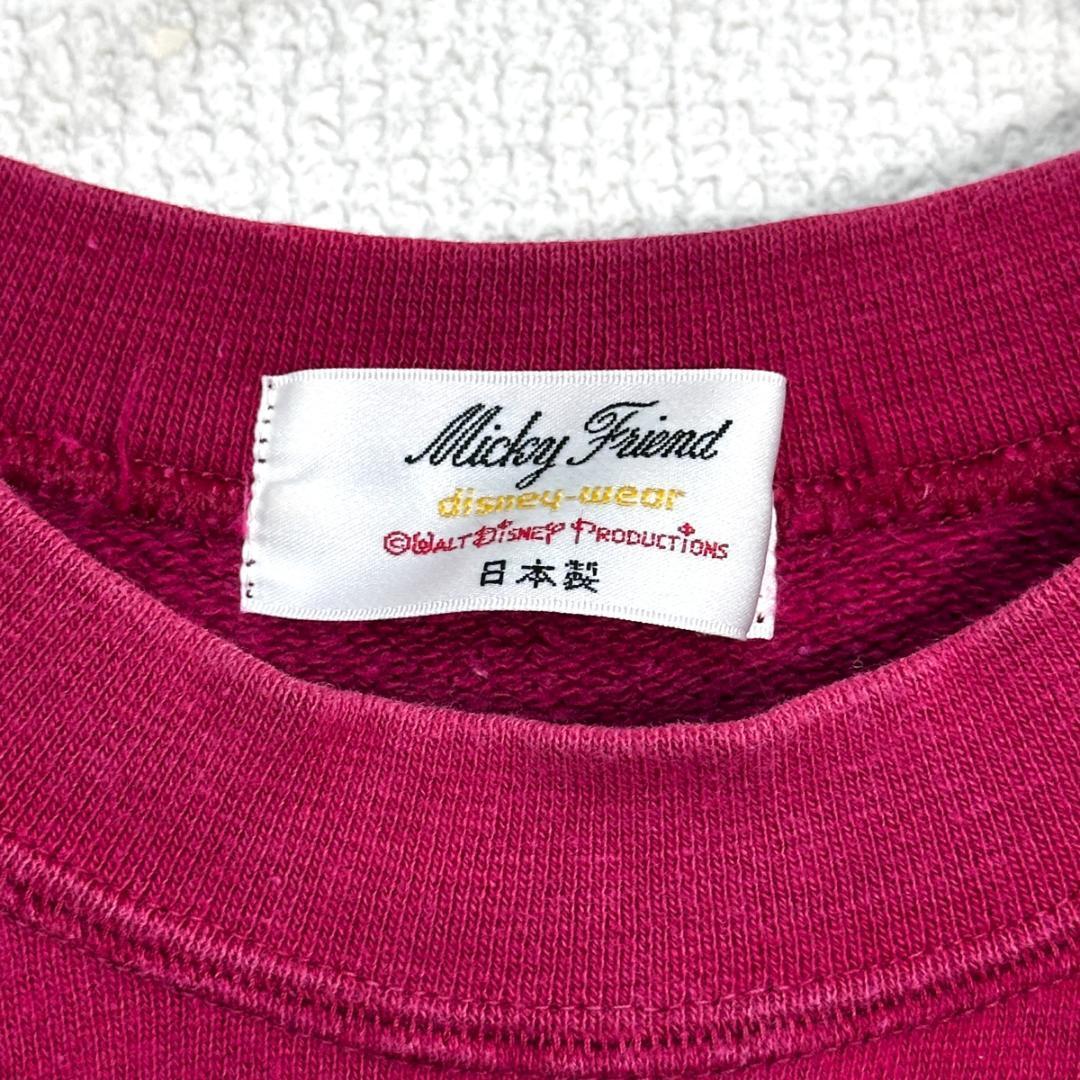 Micky Friend
disney-wear
©WALT DISNEY PRODUCTIONS
日本製